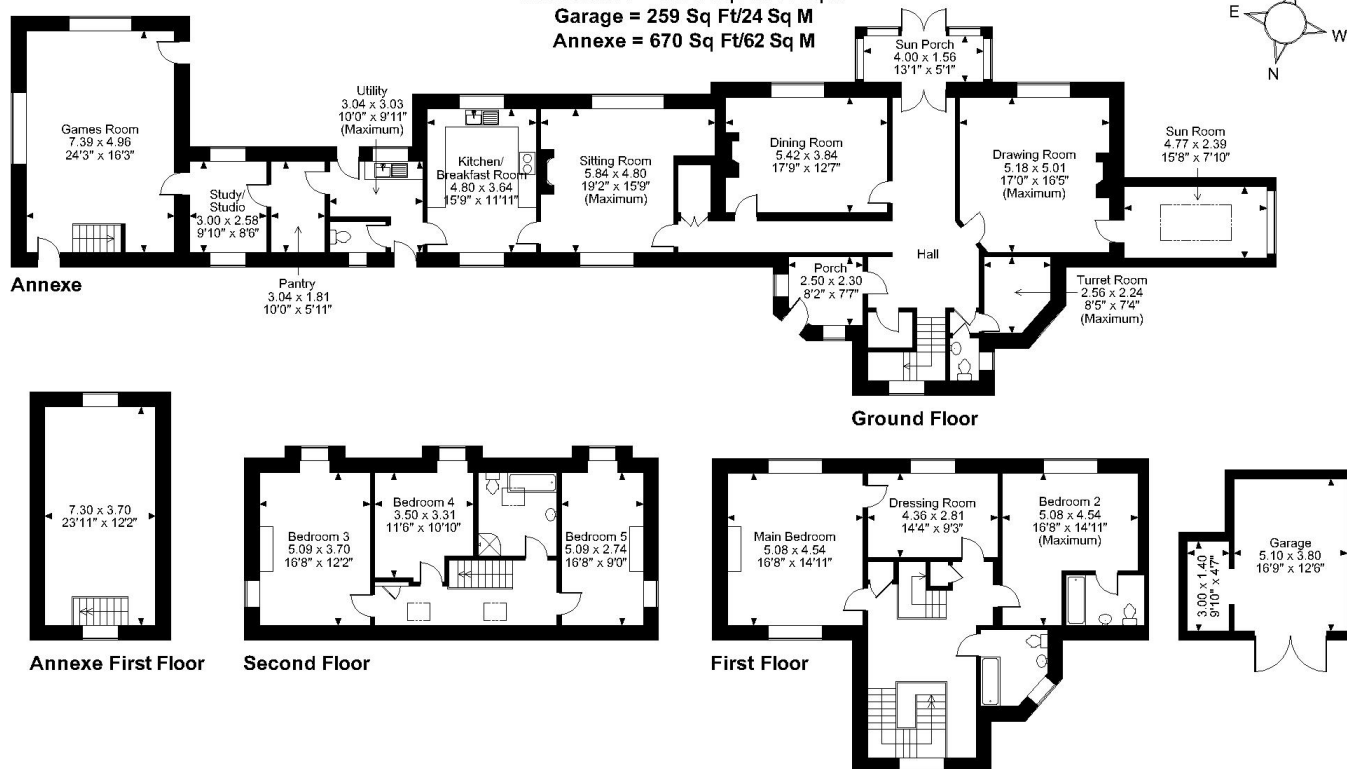 Garage = 259 Sq Ft/24 Sq M
Annexe = 670 Sq Ft/62 Sq M
E
W
N
Games Room
7.39 x 4.96
24'3" x 16'3"
Utility
3.04 x 3.03
10'0" x 9'11"
(Maximum)
Study/
Studio
3.00 x 2.58
9'10" x 8'6"
Pantry
3.04 x 1.81
10'0" x 5'11"
Kitchen/
Breakfast Room
4.80 x 3.64
15'9" x 11'11"
Sitting Room
5.84 x 4.80
19'2" x 15'9"
(Maximum)
Dining Room
5.42 x 3.84
17'9" x 12'7"
Sun Porch
4.00 x 1.56
13'1" x 5'1"
Drawing Room
5.18 x 5.01
17'0" x 16'5"
(Maximum)
Sun Room
4.77 x 2.39
15'8" x 7'10"
Hall
Porch
2.50 x 2.30
8'2" x 7'7"
Turret Room
2.56 x 2.24
8'5" x 7'4"
(Maximum)
Annexe
Ground Floor
7.30 x 3.70
23'11" x 12'2"
Annexe First Floor
Bedroom 3
5.09 x 3.70
16'8" x 12'2"
Bedroom 4
3.50 x 3.31
11'6" x 10'10"
Bedroom 5
5.09 x 2.74
16'8" x 9'0"
Second Floor
Main Bedroom
5.08 x 4.54
16'8" x 14'11"
Dressing Room
4.36 x 2.81
14'4" x 9'3"
Bedroom 2
5.08 x 4.54
16'8" x 14'11"
(Maximum)
First Floor
3.00 x 1.40
9'10" x 4'7"
Garage
5.10 x 3.80
16'9" x 12'6"